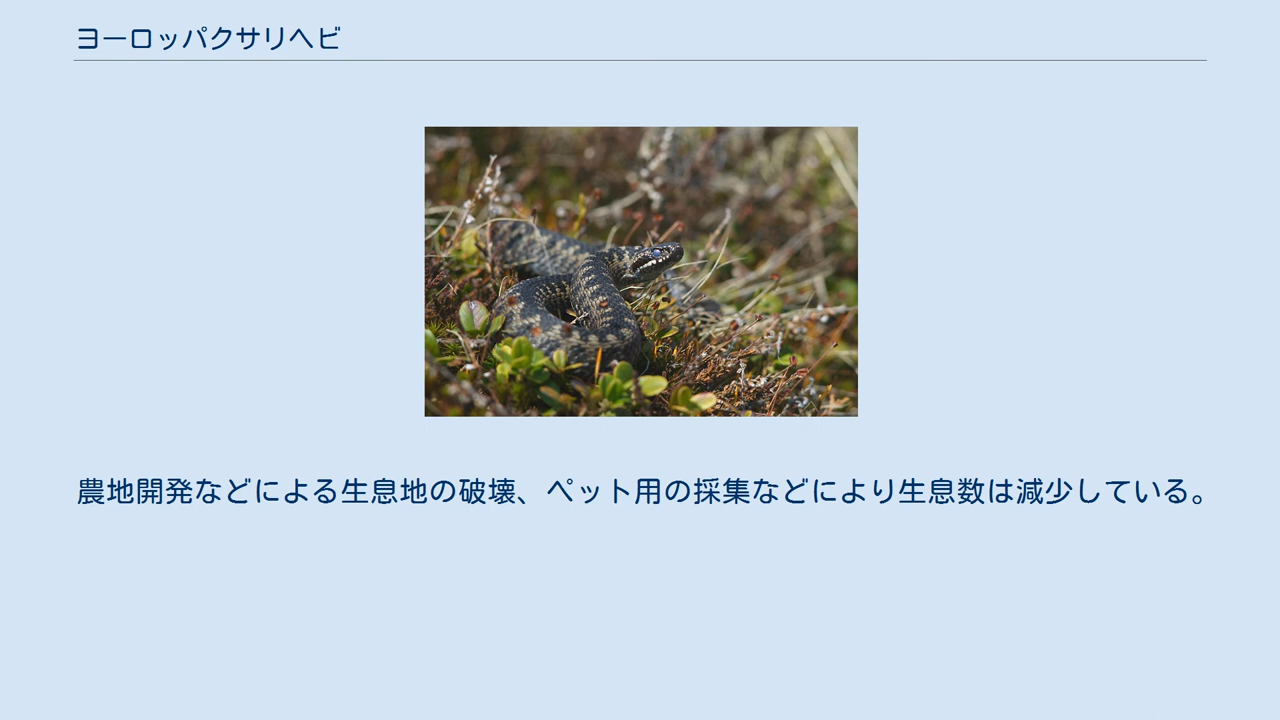 ヨーロッパクサリヘビ
農地開発などによる生息地の破壊、ペット用の採集などにより生息数は減少している。